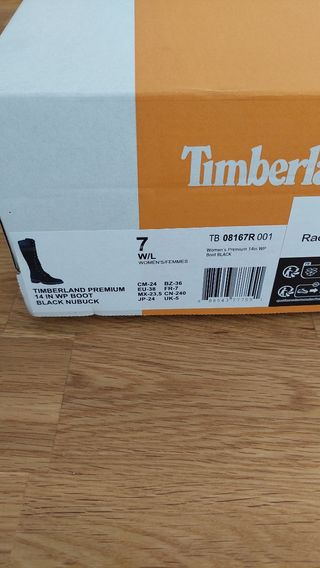 Timberla
7
W/L
WOMEN'S/FEMMES
TB 08167R 001
Women's Premium 14in WP
Boot BLACK
Rac
TIMBERLAND PREMIUM
14 IN WP BOOT
BLACK NUBUCK
CM-24 BZ-36
EU-38 FR-7
MX-23,5 CN-240
JP-24 UK-5